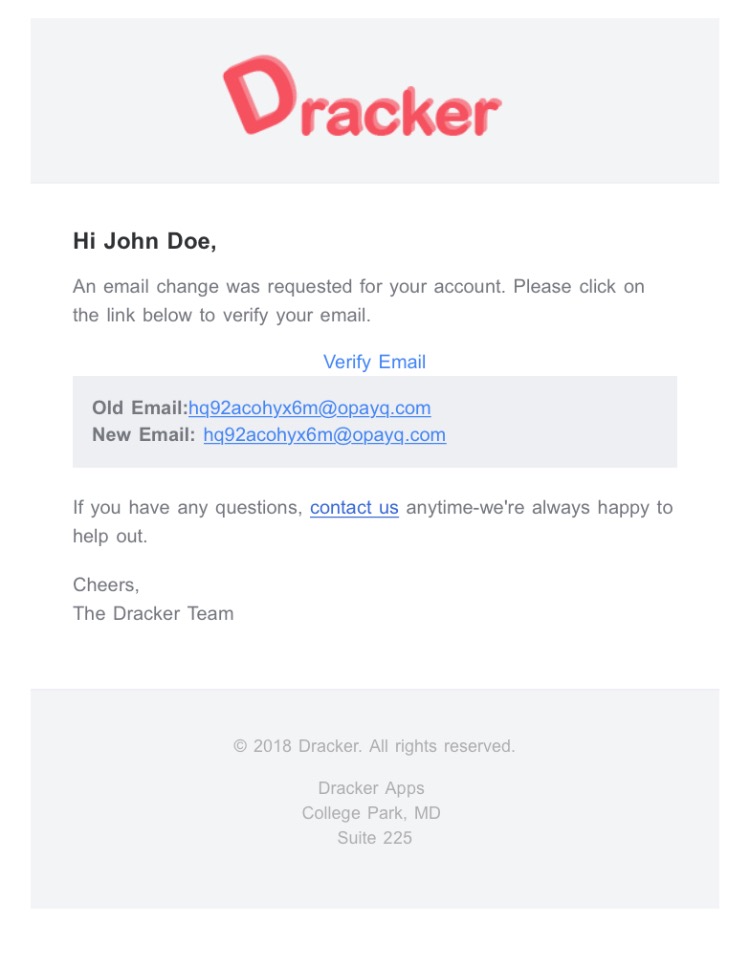 Dracker
Hi John Doe,
An email change was requested for your account. Please click on
the link below to verify your email.
Verify Email
Old Email:hq92acohyx6m@opayq.com
New Email: hq92acohyx6m@opayq.com
If you have any questions, contact us anytime-we're always happy to
help out.
Cheers,
The Dracker Team
© 2018 Dracker. All rights reserved.
Dracker Apps
College Park, MD
Suite 225